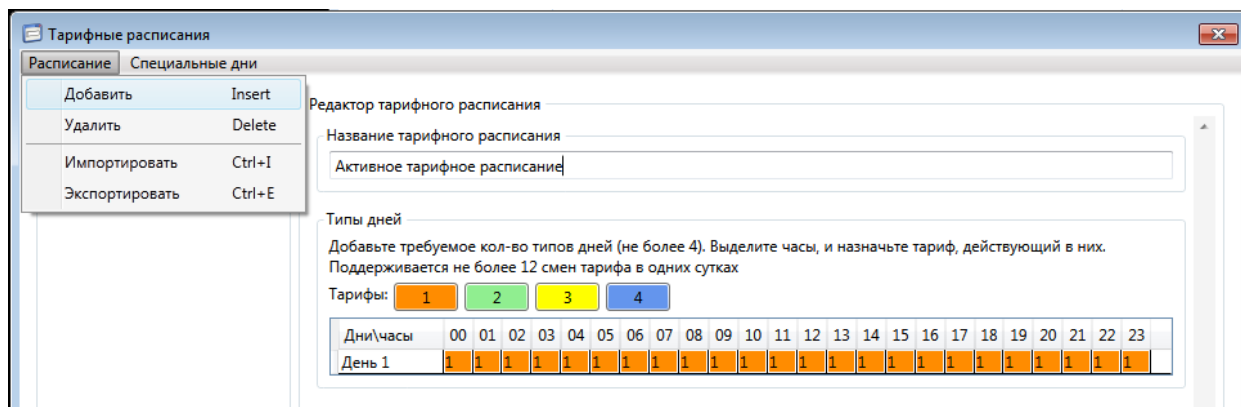 Тарифные расписания
Расписание Специальные дни
Добавить Insert
Удалить Delete
Импортировать Ctrl+I
Экспортировать Ctrl+E
Редактор тарифного расписания
Название тарифного расписания
Активное тарифное расписание
Типы дней
Добавьте требуемое кол-во типов дней (не более 4). Выделите часы, и назначьте тариф, действующий в них.
Поддерживается не более 12 смен тарифа в одних сутках
Тарифы: 1 2 3 4
Дни\часы 00 01 02 03 04 05 06 07 08 09 10 11 12 13 14 15 16 17 18 19 20 21 22 23
День 1 1 1 1 1 1 1 1 1 1 1 1 1 1 1 1 1 1 1 1 1 1 1 1 1